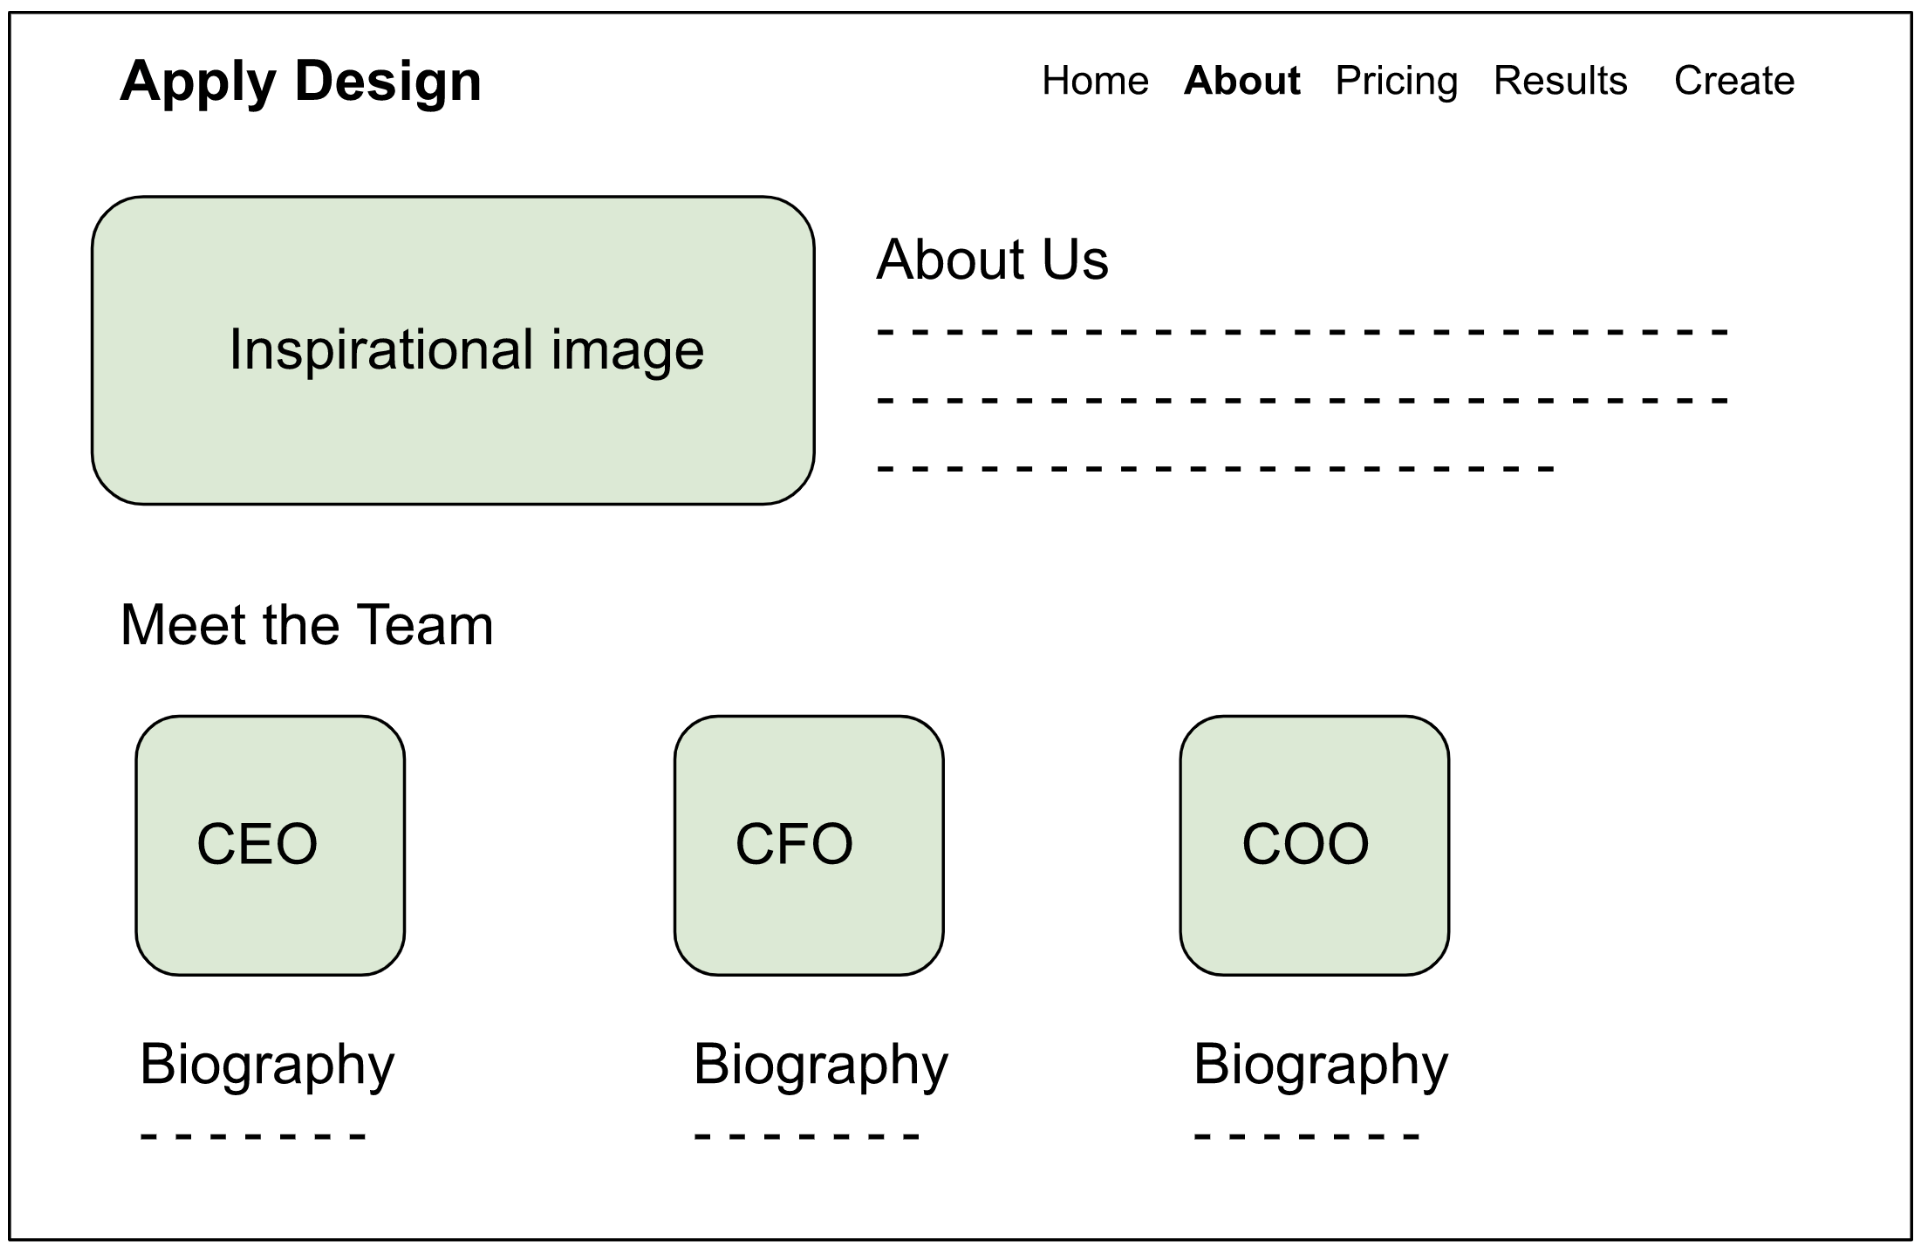 Apply Design
Home About Pricing Results Create
Inspirational image
About Us
- - - - - - - - - - - - - - - - - - - - - - - - -
- - - - - - - - - - - - - - - - - - - - - - - - -
- - - - - - - - - - - - - - - - - - - -
Meet the Team
CEO
CFO
COO
Biography
- - - - - - -
Biography
- - - - - - -
Biography
- - - - - - -